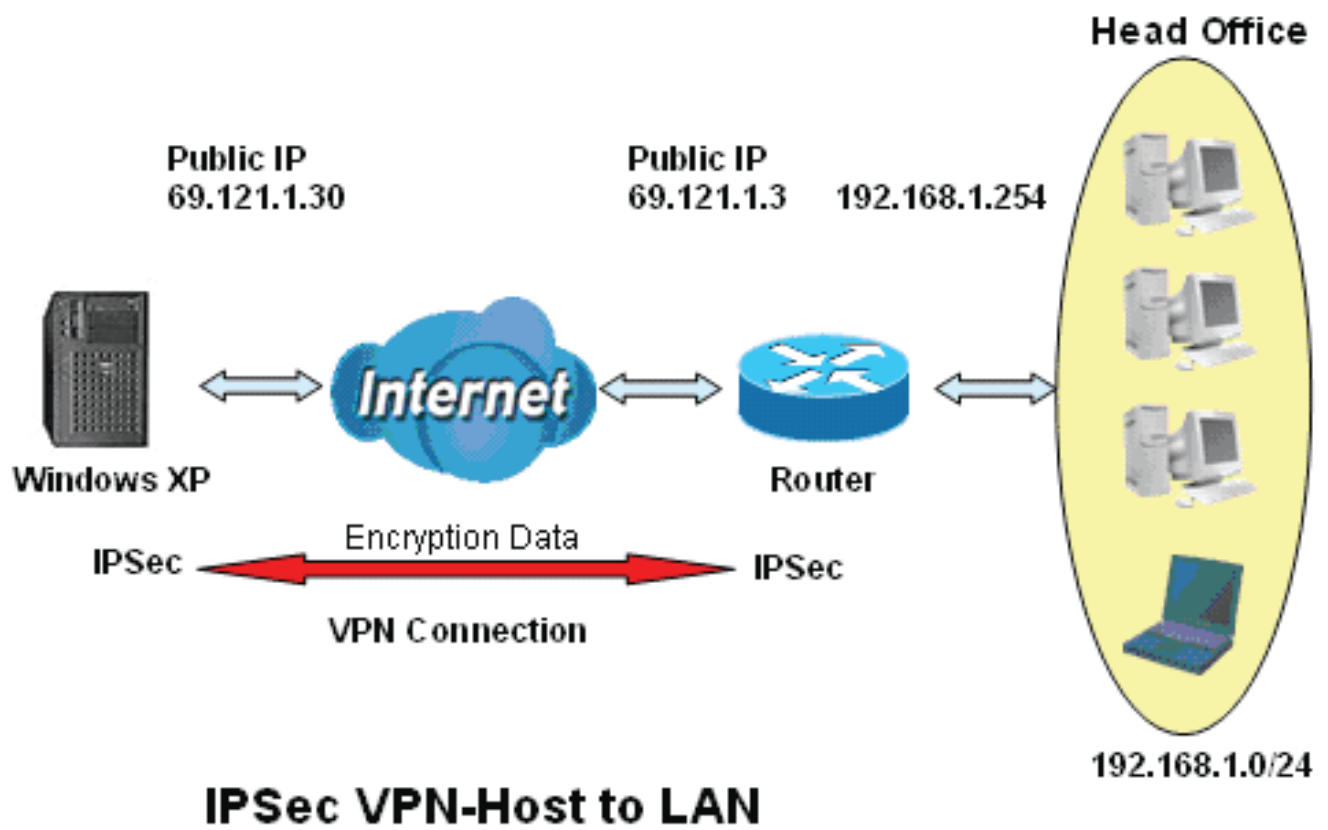 Head Office
Public IP
69.121.1.30
Public IP
69.121.1.3
192.168.1.254
Internet
Windows XP
Router
IPSec
Encryption Data
IPSec
VPN Connection
192.168.1.0/24
IPSec VPN-Host to LAN